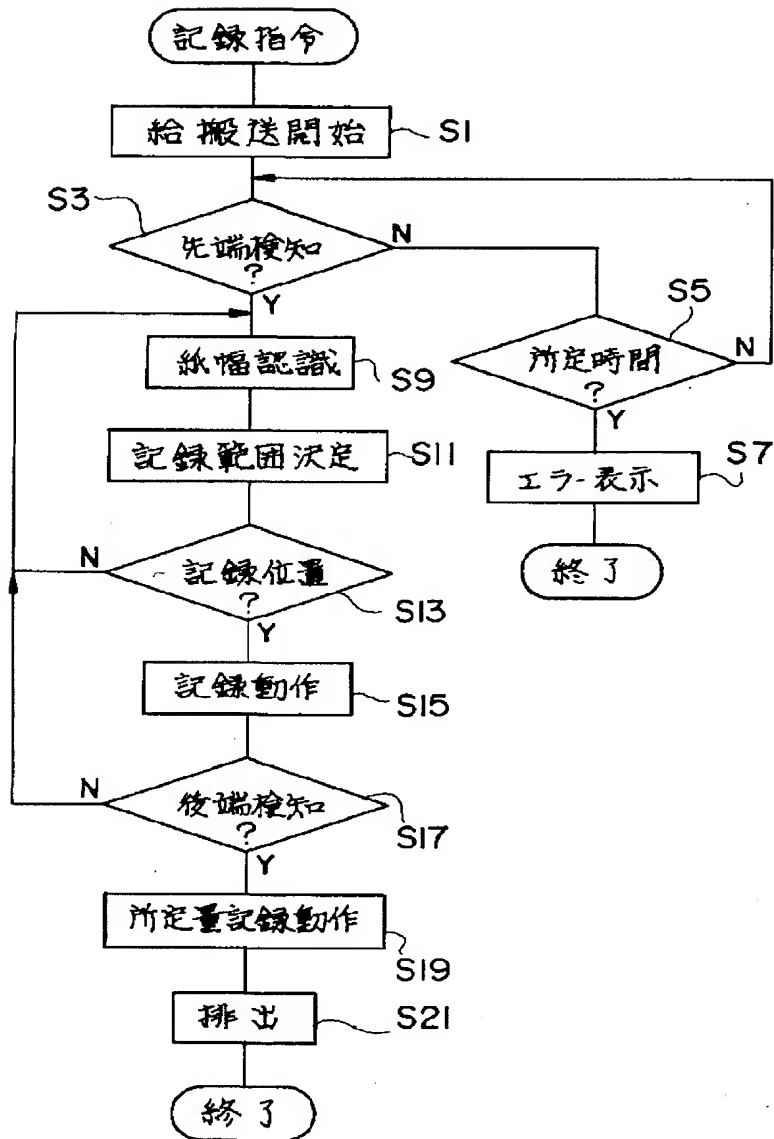 記録指令
給搬送開始
S1
S3
先端検知
?
N
Y
S5
所定時間
?
N
Y
紙幅認識
S9
記録範囲決定
S11
エラー表示
S7
終了
N
記録位置
?
S13
Y
記録動作
S15
N
後端検知
?
S17
Y
所定量記録動作
S19
排出
S21
終了